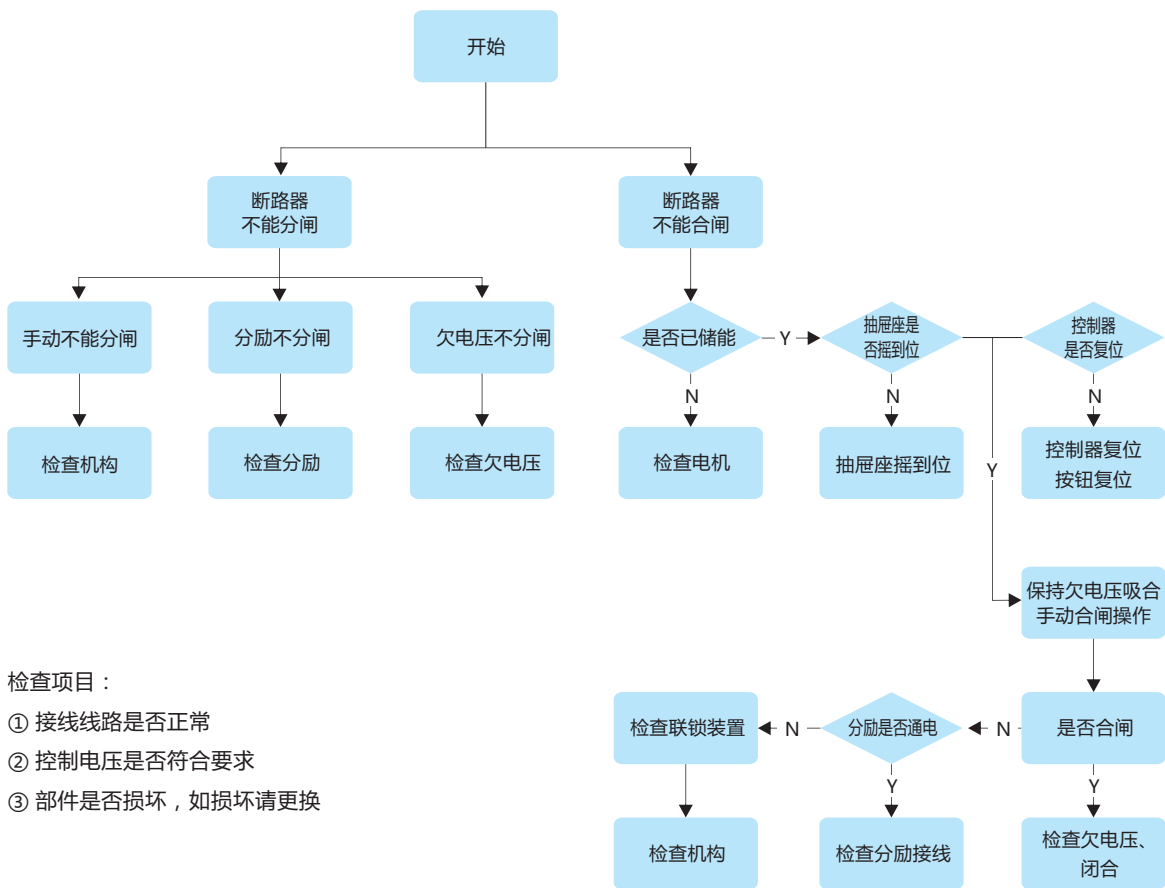 开始
断路器
不能分闸
断路器
不能合闸
手动不能分闸
分励不分闸
欠电压不分闸
是否已储能
Y
抽屉座是
否摇到位
控制器
是否复位
N
N
N
检查机构
检查分励
检查欠电压
检查电机
抽屉座摇到位
Y
控制器复位
按钮复位
保持欠电压吸合
手动合闸操作
检查项目：
① 接线线路是否正常
② 控制电压是否符合要求
③ 部件是否损坏，如损坏请更换
检查联锁装置
N
分励是否通电
N
是否合闸
Y
Y
检查机构
检查分励接线
检查欠电压、
闭合